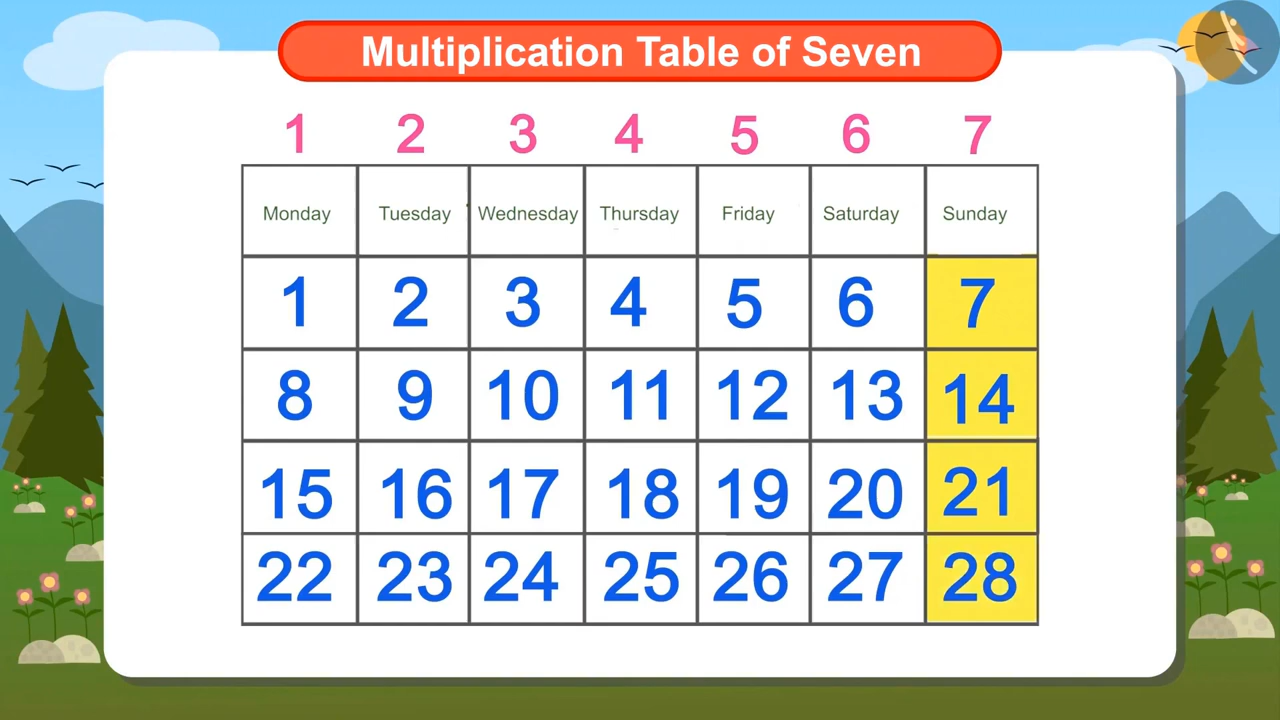 Multiplication Table of Seven
1 2 3 4 5 6 7
Monday Tuesday Wednesday Thursday Friday Saturday Sunday
1 2 3 4 5 6 7
8 9 10 11 12 13 14
15 16 17 18 19 20 21
22 23 24 25 26 27 28